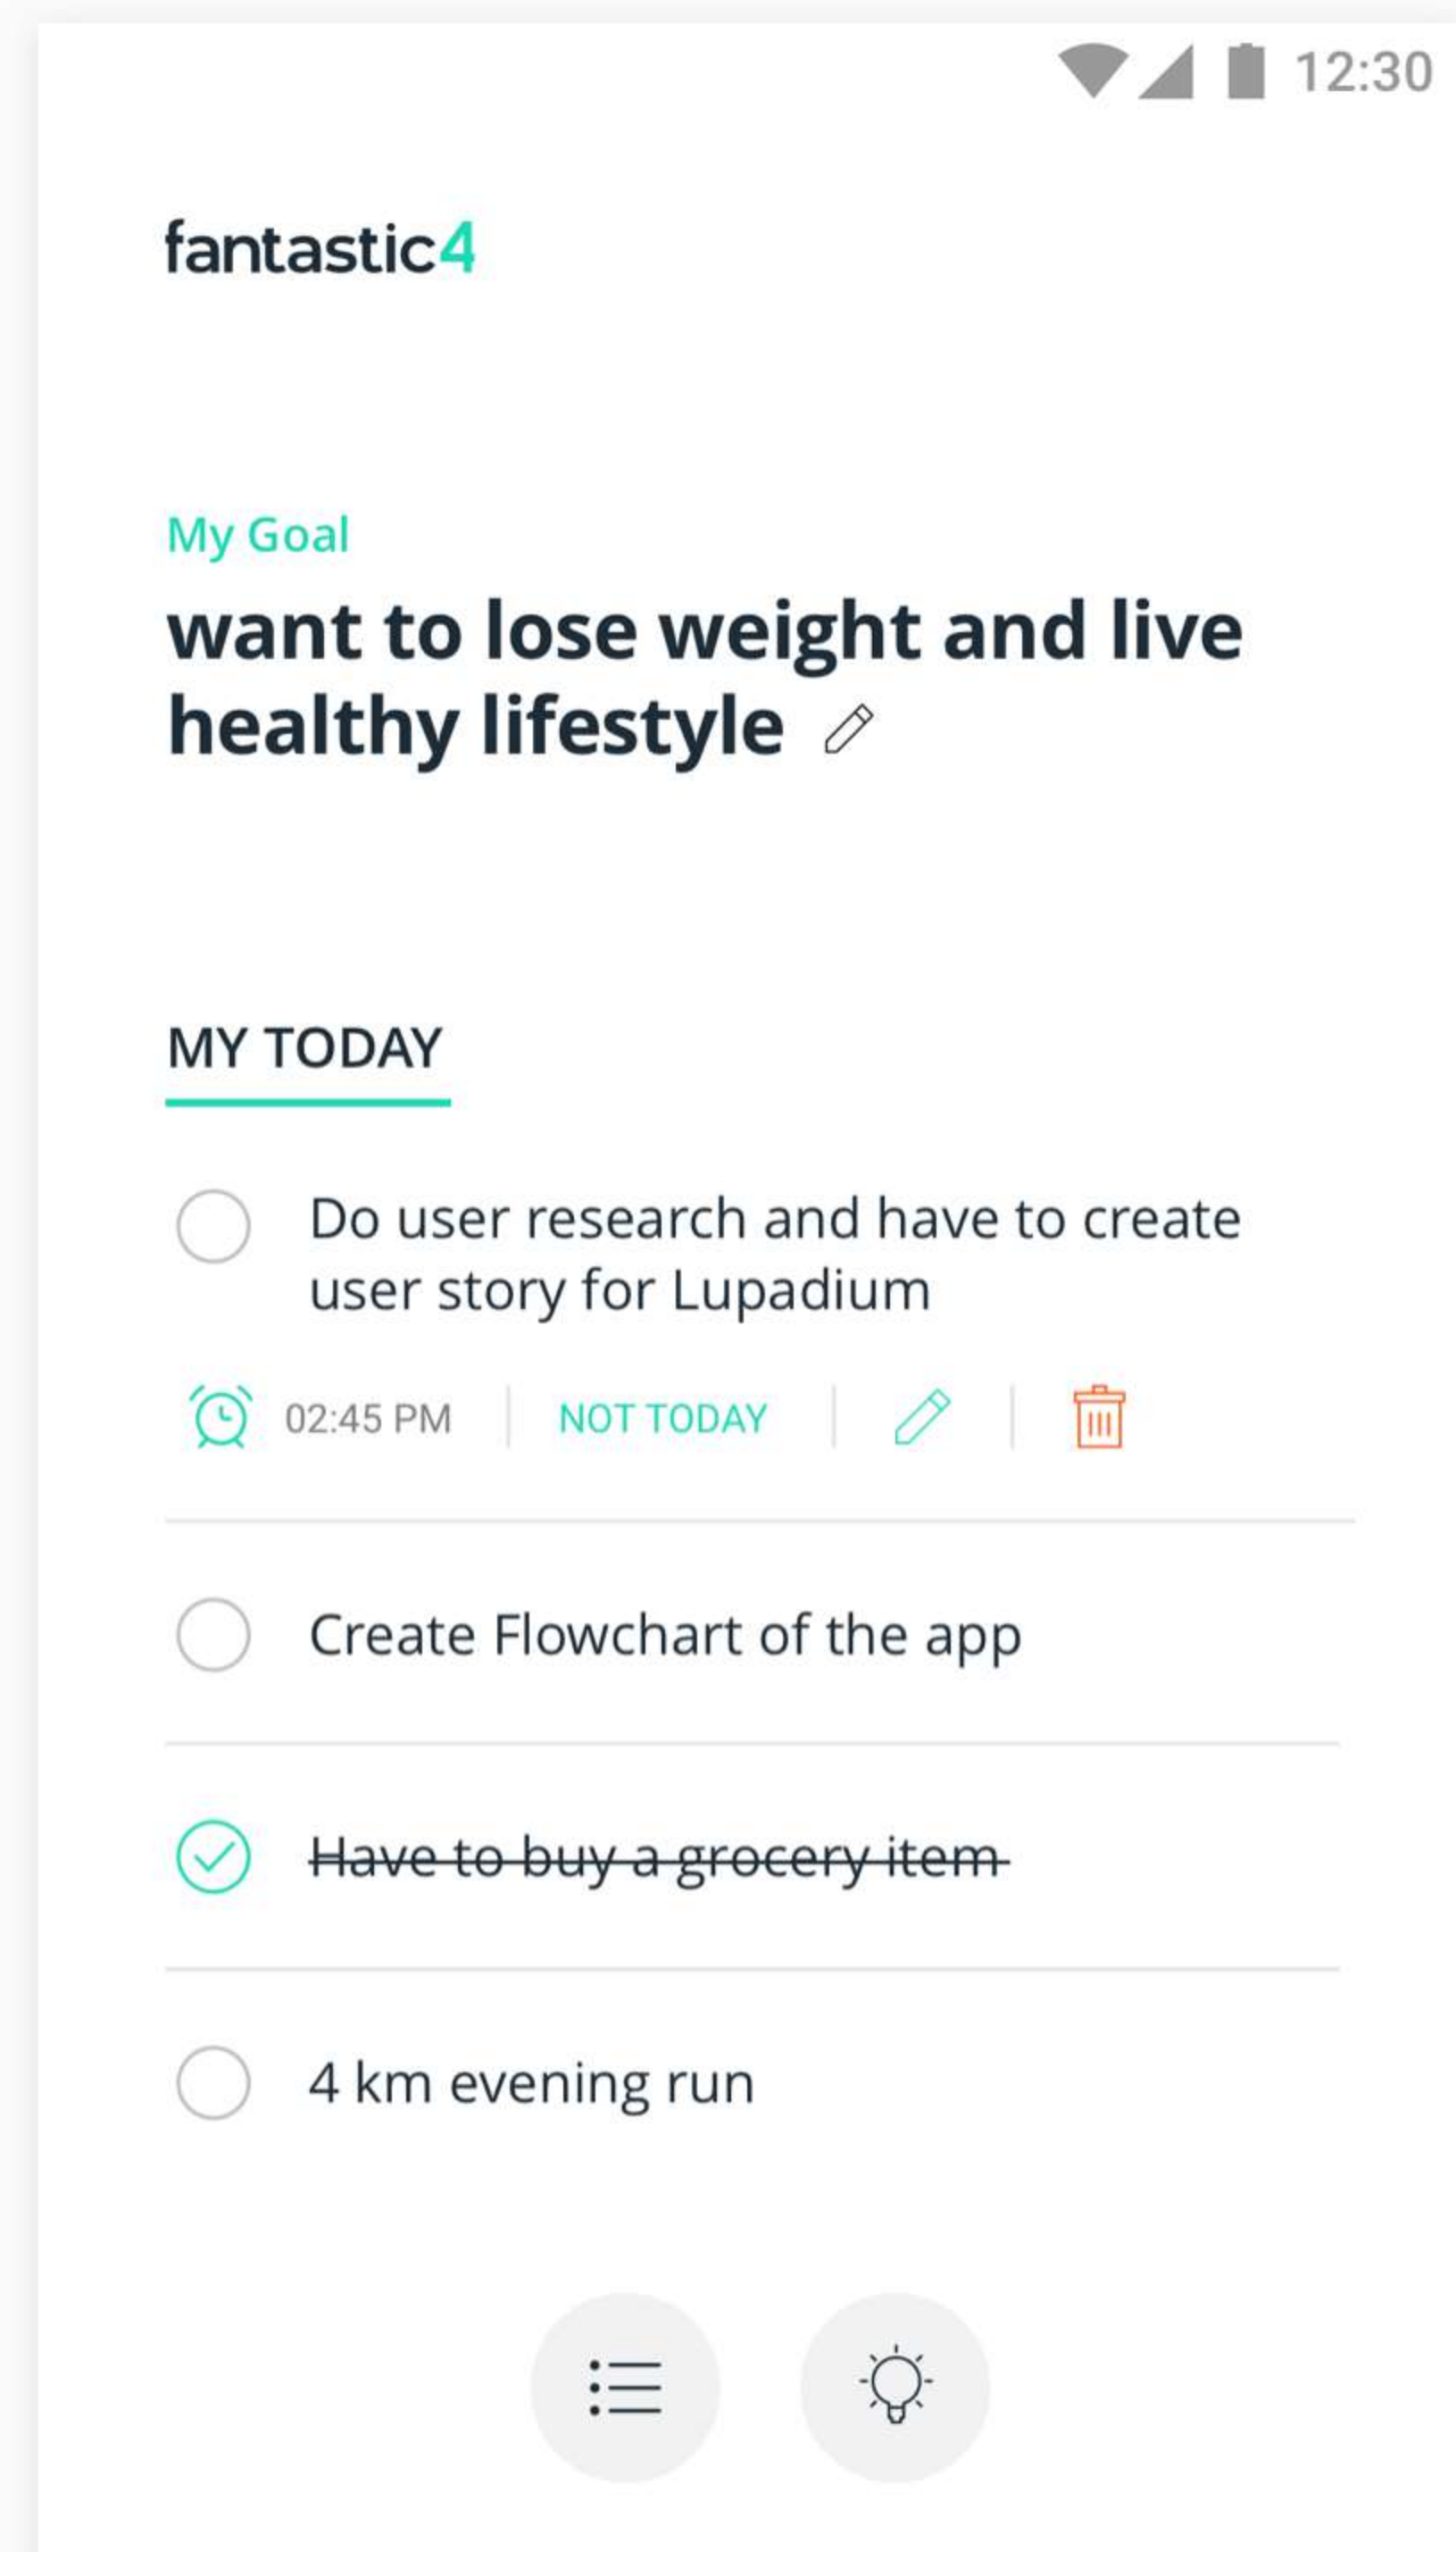 12:30
fantastic4
My Goal
want to lose weight and live
healthy lifestyle
MY TODAY
Do user research and have to create
user story for Lupadium
02:45 PM NOT TODAY
Create Flowchart of the app
Have to buy a grocery item
4 km evening run